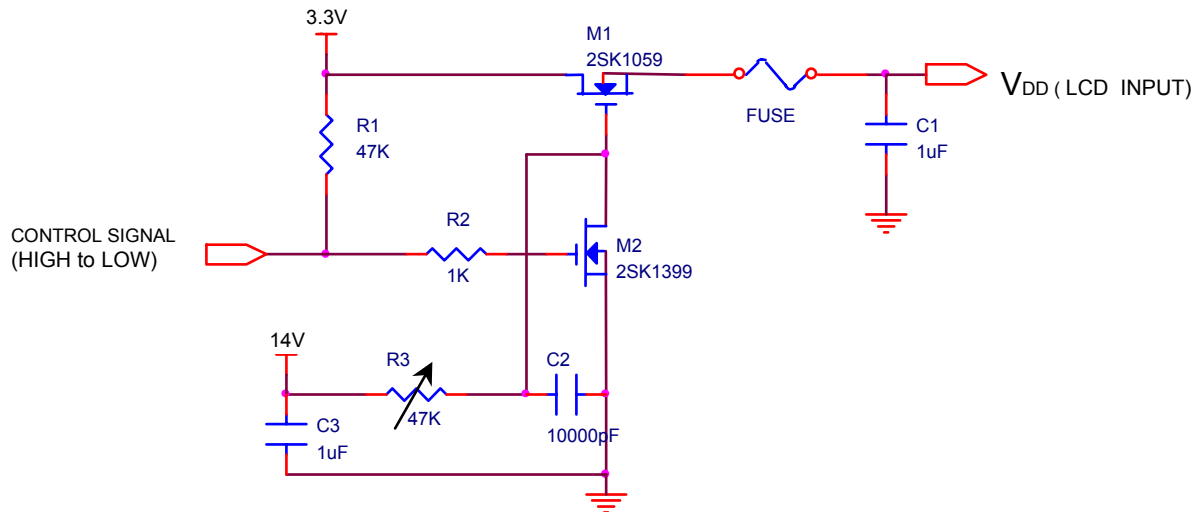 3.3V
M1
2SK1059
FUSE
VDD ( LCD INPUT)
R1
47K
C1
1uF
CONTROL SIGNAL
(HIGH to LOW)
R2
1K
M2
2SK1399
14V
R3
47K
C2
10000pF
C3
1uF